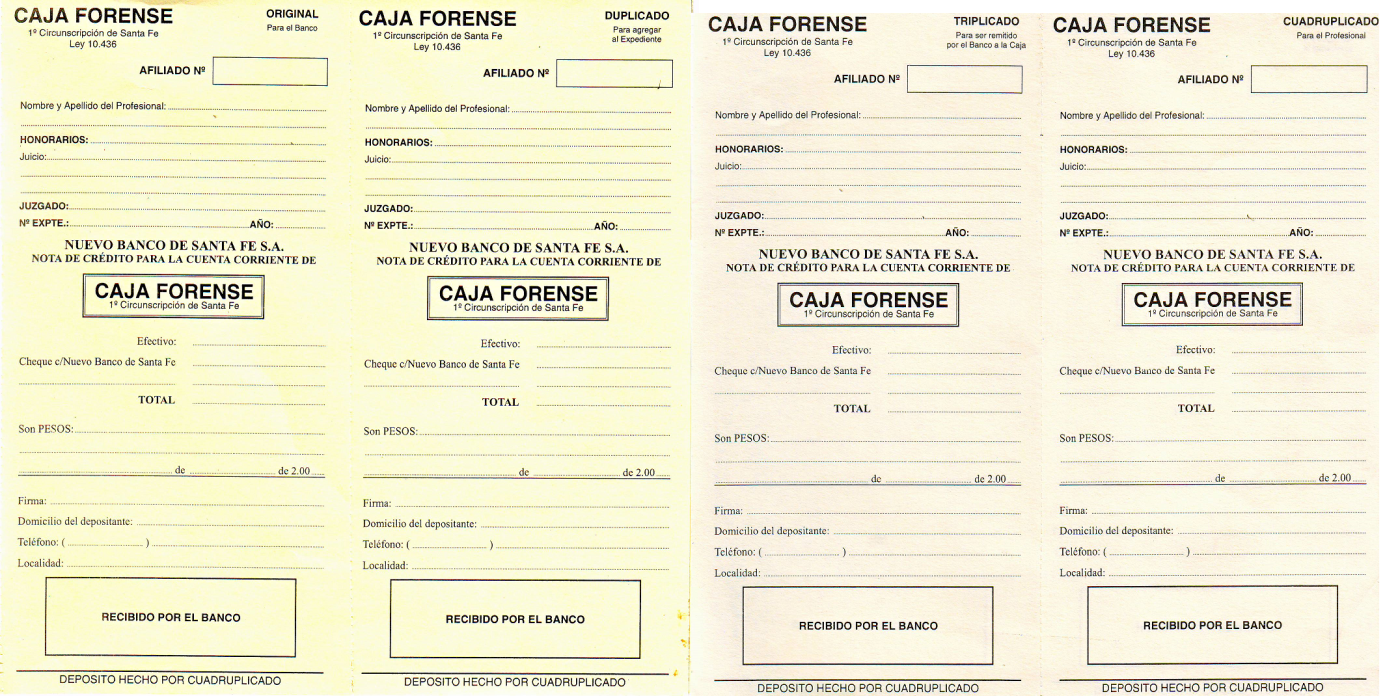 CAJA FORENSE
ORIGINAL
1º Circunscripción de Santa Fe
Para el Banco
Ley 10.436
AFILIADO Nº
Nombre y Apellido del Profesional:
HONORARIOS:
Juicio:
JUZGADO:
Nº EXPTE.: AÑO:
NUEVO BANCO DE SANTA FE S.A.
NOTA DE CRÉDITO PARA LA CUENTA CORRIENTE DE
CAJA FORENSE
1º Circunscripción de Santa Fe
Efectivo:
Cheque c/Nuevo Banco de Santa Fe
TOTAL
Son PESOS:
de de 2.00
Firma:
Domicilio del depositante:
Teléfono: ( )
Localidad:
RECIBIDO POR EL BANCO
DEPOSITO HECHO POR CUADRUPLICADO
CAJA FORENSE
DUPLICADO
1º Circunscripción de Santa Fe
Para agregar
al Expediente
Ley 10.436
AFILIADO Nº
Nombre y Apellido del Profesional:
HONORARIOS:
Juicio:
JUZGADO:
Nº EXPTE.: AÑO:
NUEVO BANCO DE SANTA FE S.A.
NOTA DE CRÉDITO PARA LA CUENTA CORRIENTE DE
CAJA FORENSE
1º Circunscripción de Santa Fe
Efectivo:
Cheque c/Nuevo Banco de Santa Fe
TOTAL
Son PESOS:
de de 2.00
Firma:
Domicilio del depositante:
Teléfono: ( )
Localidad:
RECIBIDO POR EL BANCO
DEPOSITO HECHO POR CUADRUPLICADO
CAJA FORENSE
TRIPLICADO
1º Circunscripción de Santa Fe
Para ser remitido
por el Banco a la Caja
Ley 10.436
AFILIADO Nº
Nombre y Apellido del Profesional:
HONORARIOS:
Juicio:
JUZGADO:
Nº EXPTE.: AÑO:
NUEVO BANCO DE SANTA FE S.A.
NOTA DE CRÉDITO PARA LA CUENTA CORRIENTE DE
CAJA FORENSE
1º Circunscripción de Santa Fe
Efectivo:
Cheque c/Nuevo Banco de Santa Fe
TOTAL
Son PESOS:
de de 2.00
Firma:
Domicilio del depositante:
Teléfono: ( )
Localidad:
RECIBIDO POR EL BANCO
DEPOSITO HECHO POR CUADRUPLICADO
CAJA FORENSE
CUADRUPLICADO
1º Circunscripción de Santa Fe
Para el Profesional
Ley 10.436
AFILIADO Nº
Nombre y Apellido del Profesional:
HONORARIOS:
Juicio:
JUZGADO:
Nº EXPTE.: AÑO:
NUEVO BANCO DE SANTA FE S.A.
NOTA DE CRÉDITO PARA LA CUENTA CORRIENTE DE
CAJA FORENSE
1º Circunscripción de Santa Fe
Efectivo:
Cheque c/Nuevo Banco de Santa Fe
TOTAL
Son PESOS:
de de 2.00
Firma:
Domicilio del depositante:
Teléfono: ( )
Localidad:
RECIBIDO POR EL BANCO
DEPOSITO HECHO POR CUADRUPLICADO